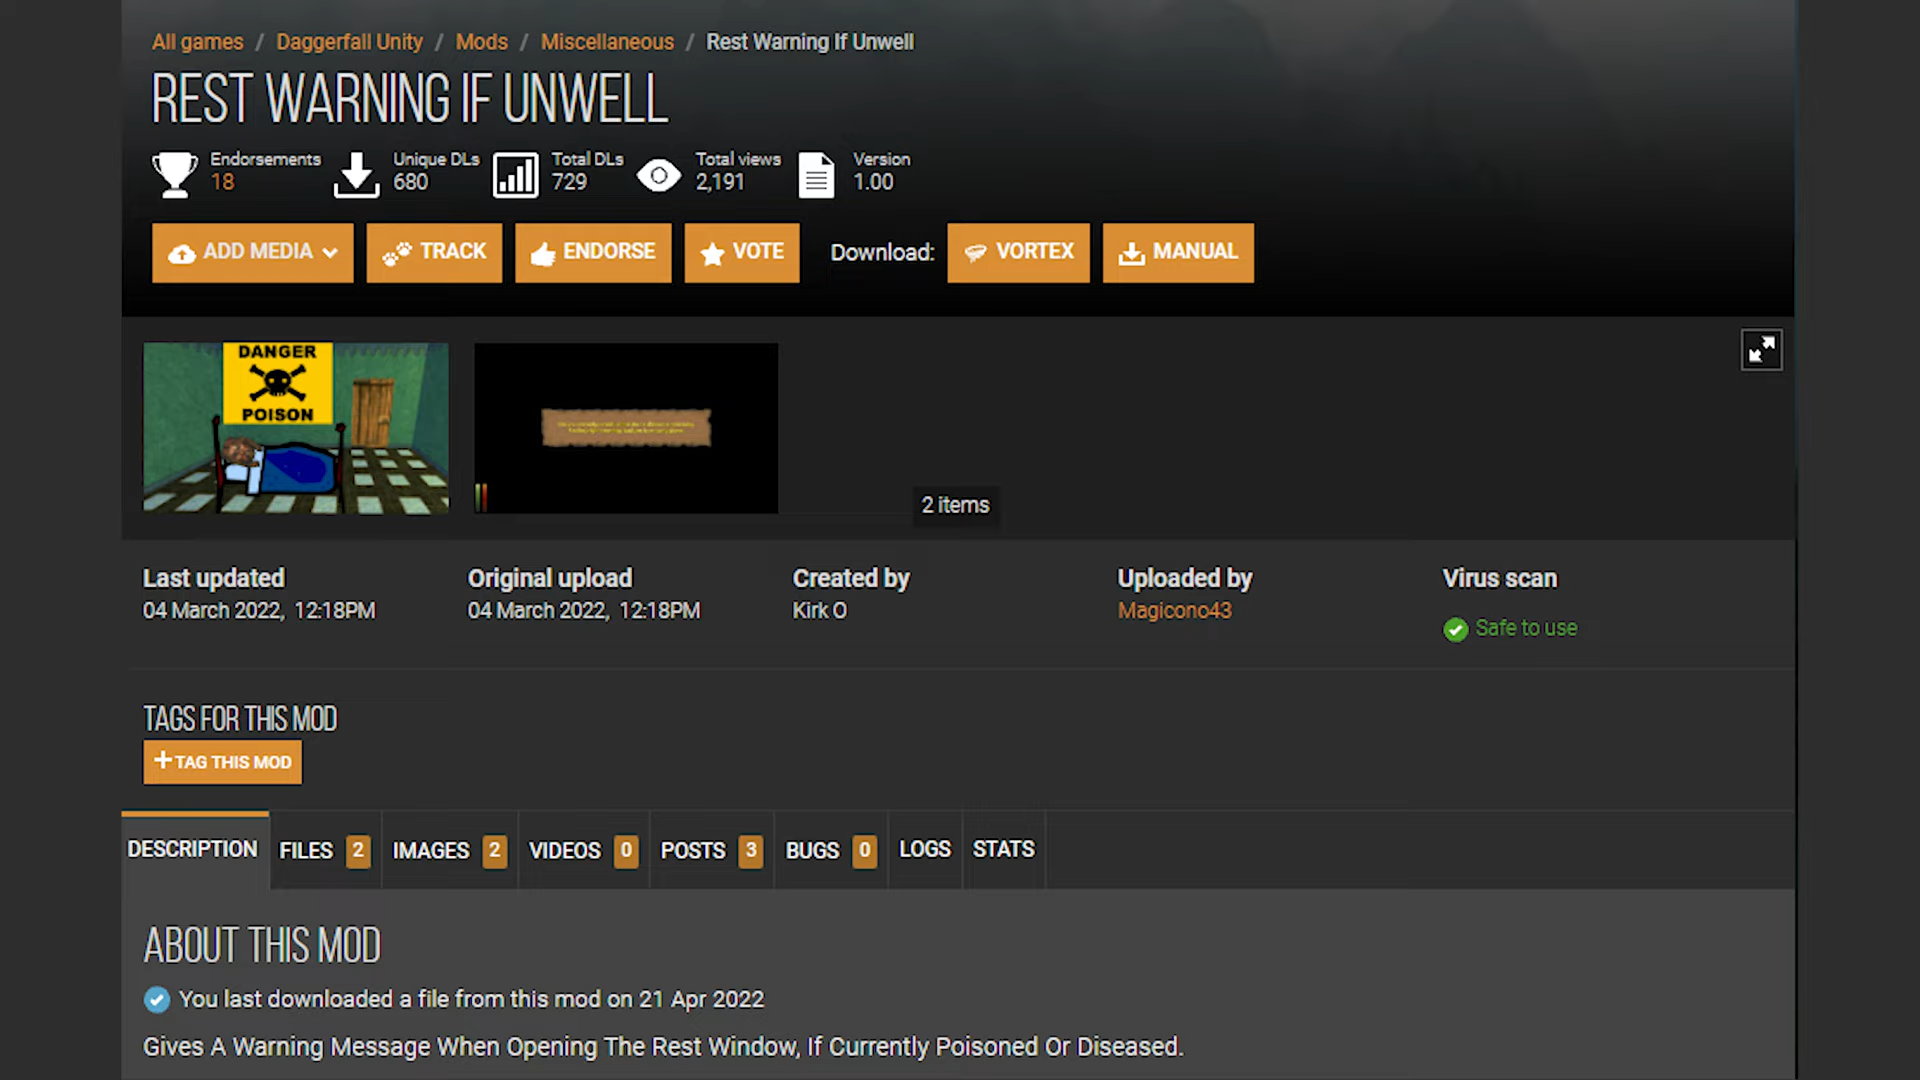 All games / Daggerfall Unity / Mods / Miscellaneous / Rest Warning If Unwell
REST WARNING IF UNWELL
Endorsements
18
Unique DLs
680
Total DLs
729
Total views
2,191
Version
1.00
ADD MEDIA
TRACK
ENDORSE
VOTE
Download:
VORTEX
MANUAL
DANGER
POISON
2 items
Last updated
04 March 2022, 12:18PM
Original upload
04 March 2022, 12:18PM
Created by
Kirk O
Uploaded by
Magicono43
Virus scan
Safe to use
TAGS FOR THIS MOD
+TAG THIS MOD
DESCRIPTION
FILES 2
IMAGES 2
VIDEOS 0
POSTS 3
BUGS 0
LOGS
STATS
ABOUT THIS MOD
You last downloaded a file from this mod on 21 Apr 2022
Gives A Warning Message When Opening The Rest Window, If Currently Poisoned Or Diseased.